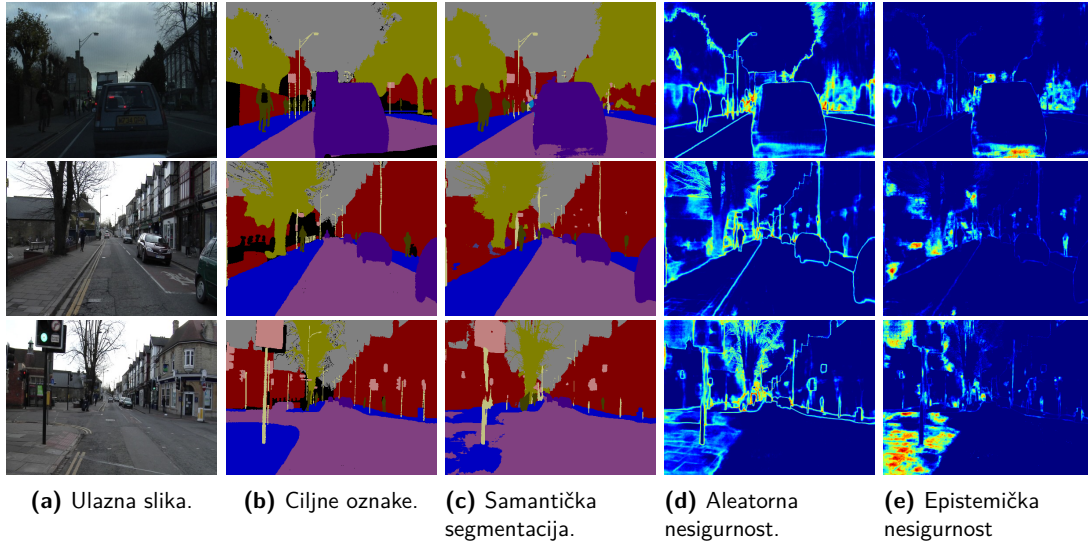 (a) Ulazna slika.
(b) Ciljne oznake.
(c) Samantička
segmentacija.
(d) Aleatorna
nesigurnost.
(e) Epistemička
nesigurnost